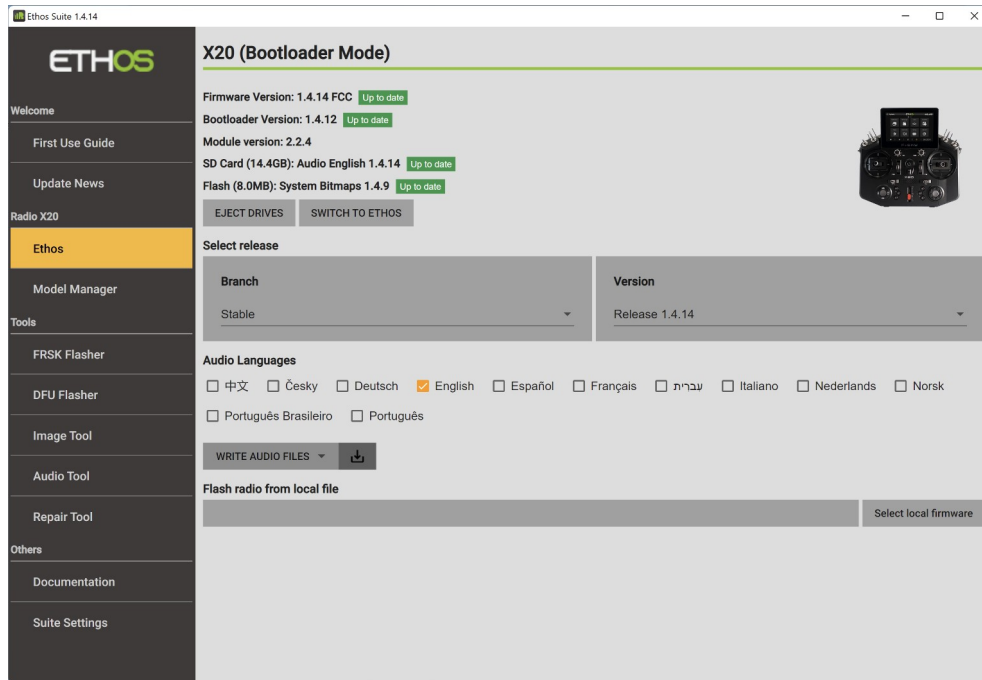 Ethos Suite 1.4.14
ETHOS
Welcome
First Use Guide
Update News
Radio X20
Ethos
Model Manager
Tools
FRSK Flasher
DFU Flasher
Image Tool
Audio Tool
Repair Tool
Others
Documentation
Suite Settings
X20 (Bootloader Mode)
Firmware Version: 1.4.14 FCC Up to date
Bootloader Version: 1.4.12 Up to date
Module version: 2.2.4
SD Card (14.4GB): Audio English 1.4.14 Up to date
Flash (8.0MB): System Bitmaps 1.4.9 Up to date
EJECT DRIVES SWITCH TO ETHOS
Select release
Branch
Stable
Version
Release 1.4.14
Audio Languages
中文 Česky Deutsch English Español Français עברית Italiano Nederlands Norsk
Português Brasileiro Português
WRITE AUDIO FILES
Flash radio from local file
Select local firmware